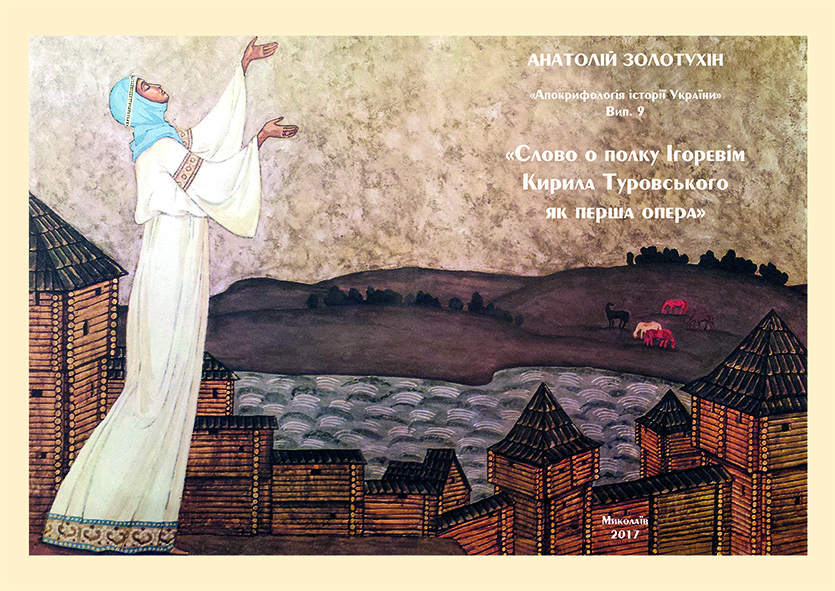 АНАТОЛІЙ ЗОЛОТУХІН
«Апокрифологія історії України»
Вип. 9
«Слово о полку Ігоревім
Кирила Туровського
як перша опера»
Миколаїв
2017